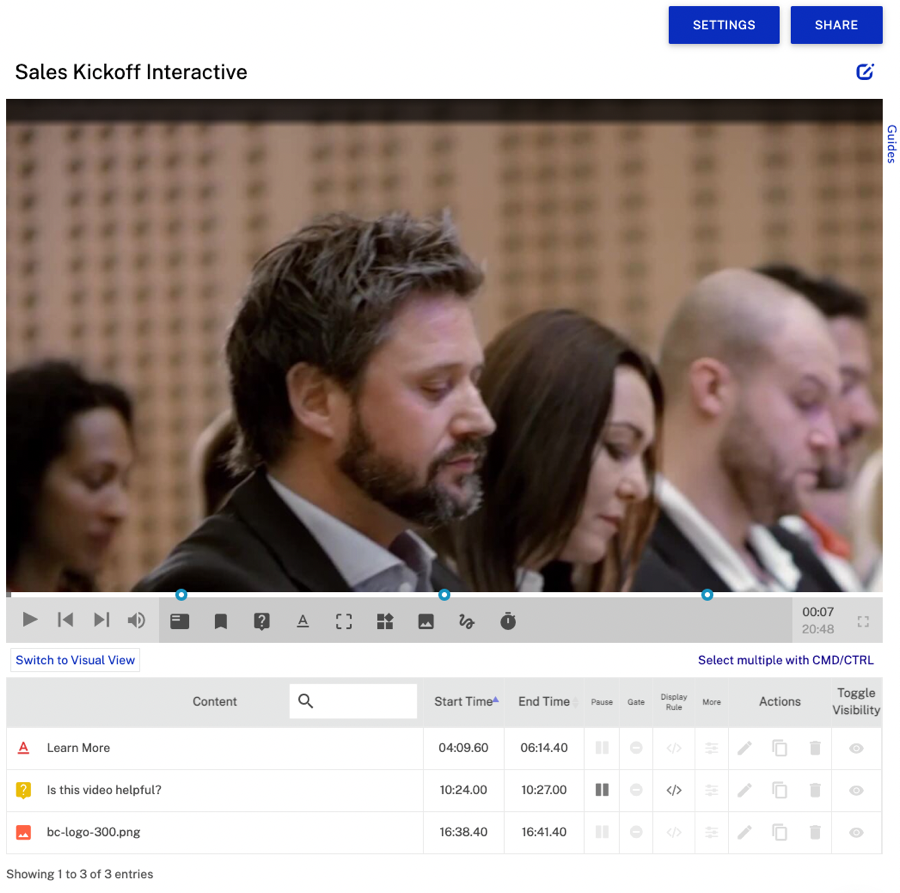 SETTINGS SHARE
Sales Kickoff Interactive
Guides
00:07
20:48
Switch to Visual View Select multiple with CMD/CTRL
Content Start Time End Time Pause Gate Display Rule More Actions Toggle Visibility
A Learn More 04:09.60 06:14.40
? Is this video helpful? 10:24.00 10:27.00
bc-logo-300.png 16:38.40 16:41.40
Showing 1 to 3 of 3 entries